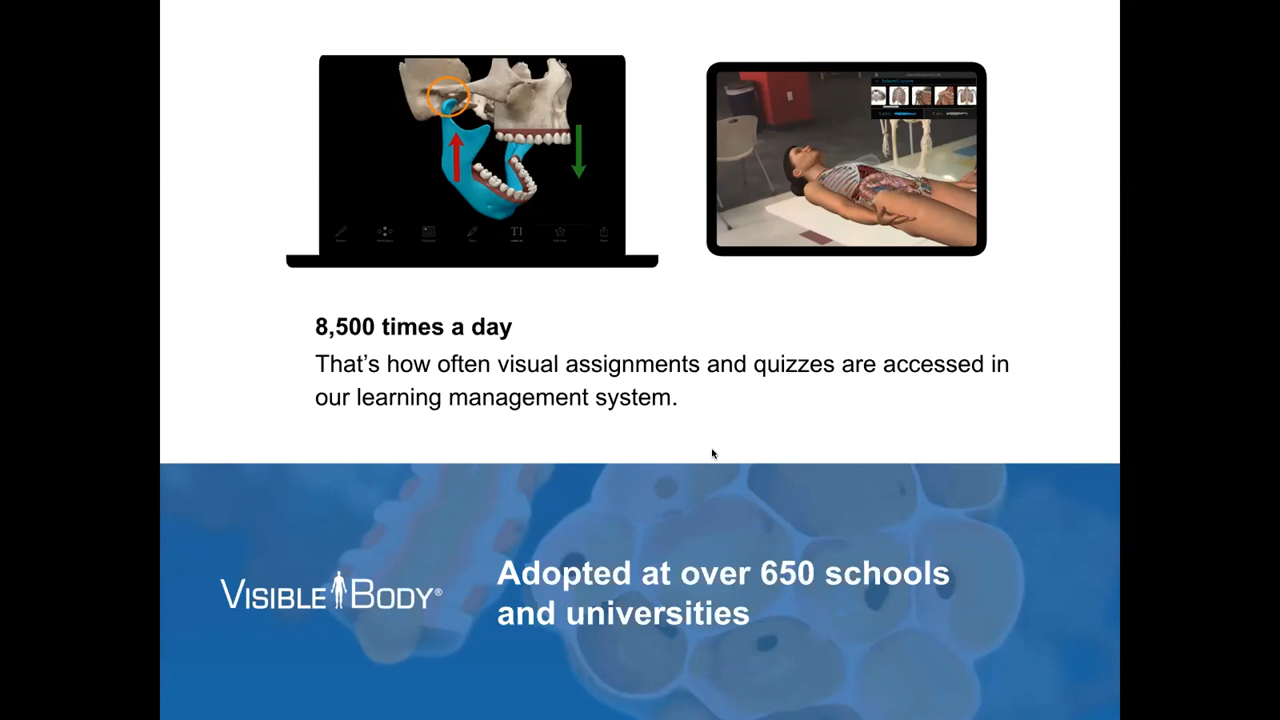 8,500 times a day
That’s how often visual assignments and quizzes are accessed in
our learning management system.
VISIBLE BODY®
Adopted at over 650 schools
and universities